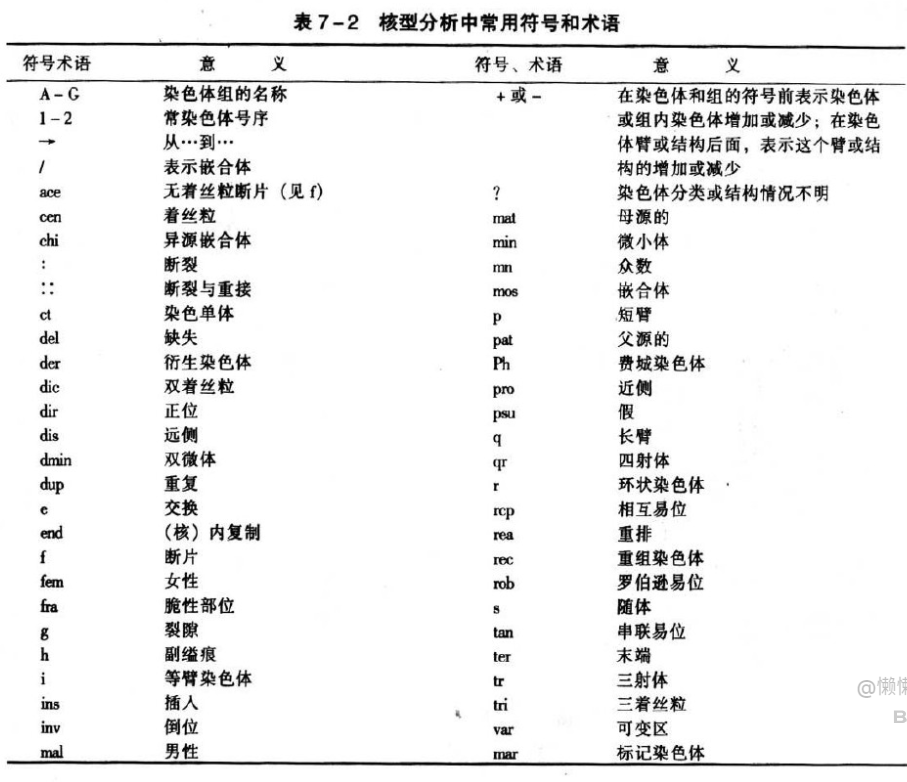 表7-2 核型分析中常用符号和术语
符号术语 意 义 符号、术语 意 义
A-G 染色体组的名称 +或- 在染色体和组的符号前表示染色体
1-2 常染色体号序 或组内染色体增加或减少；在染色
→ 从…到… 体臂或结构后面，表示这个臂或结
/ 表示嵌合体 构的增加或减少
ace 无着丝粒断片（见f） ? 染色体分类或结构情况不明
cen 着丝粒 mat 母源的
chi 异源嵌合体 min 微小体
: 断裂 mn 众数
:: 断裂与重接 mos 嵌合体
ct 染色单体 p 短臂
del 缺失 pat 父源的
der 衍生染色体 Ph 费城染色体
dic 双着丝粒 pro 近侧
dir 正位 psu 假
dis 远侧 q 长臂
dmin 双微体 qr 四射体
dup 重复 r 环状染色体
e 交换 rcp 相互易位
end （核）内复制 rea 重排
f 断片 rec 重组染色体
fem 女性 rob 罗伯逊易位
fra 脆性部位 s 随体
g 裂隙 tan 串联易位
h 副缢痕 ter 末端
i 等臂染色体 tr 三射体
ins 插入 tri 三着丝粒
inv 倒位 var 可变区
mal 男性 mar 标记染色体
@懒懒
B